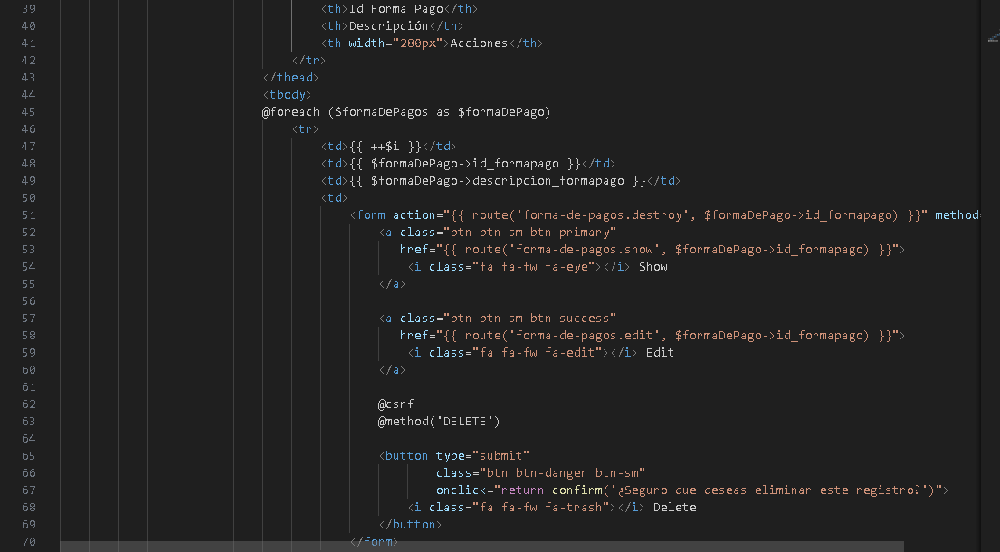 39 <th>Id Forma Pago</th>
40 <th>Descripción</th>
41 <th width="280px">Acciones</th>
42 </tr>
43 </thead>
44 <tbody>
45 @foreach ($formaDePagos as $formaDePago)
46 <tr>
47 <td>{{ ++$i }}</td>
48 <td>{{ $formaDePago->id_formapago }}</td>
49 <td>{{ $formaDePago->descripcion_formapago }}</td>
50 <td>
51 <form action="{{ route('forma-de-pagos.destroy', $formaDePago->id_formapago) }}" method=
52 <a class="btn btn-sm btn-primary"
53 href="{{ route('forma-de-pagos.show', $formaDePago->id_formapago) }}">
54 <i class="fa fa-fw fa-eye"></i> Show
55 </a>
56
57 <a class="btn btn-sm btn-success"
58 href="{{ route('forma-de-pagos.edit', $formaDePago->id_formapago) }}">
59 <i class="fa fa-fw fa-edit"></i> Edit
60 </a>
61
62 @csrf
63 @method('DELETE')
64
65 <button type="submit"
66 class="btn btn-danger btn-sm"
67 onclick="return confirm('¿Seguro que deseas eliminar este registro?')">
68 <i class="fa fa-fw fa-trash"></i> Delete
69 </button>
70 </form>